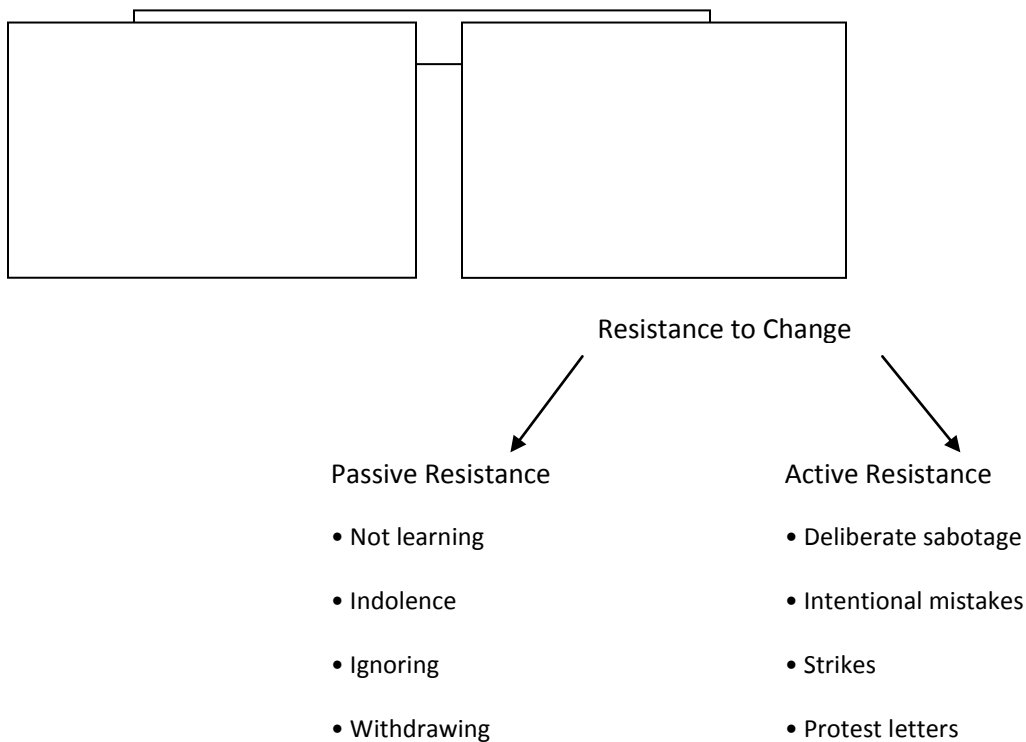 Resistance to Change
Passive Resistance
• Not learning
• Indolence
• Ignoring
• Withdrawing
Active Resistance
• Deliberate sabotage
• Intentional mistakes
• Strikes
• Protest letters